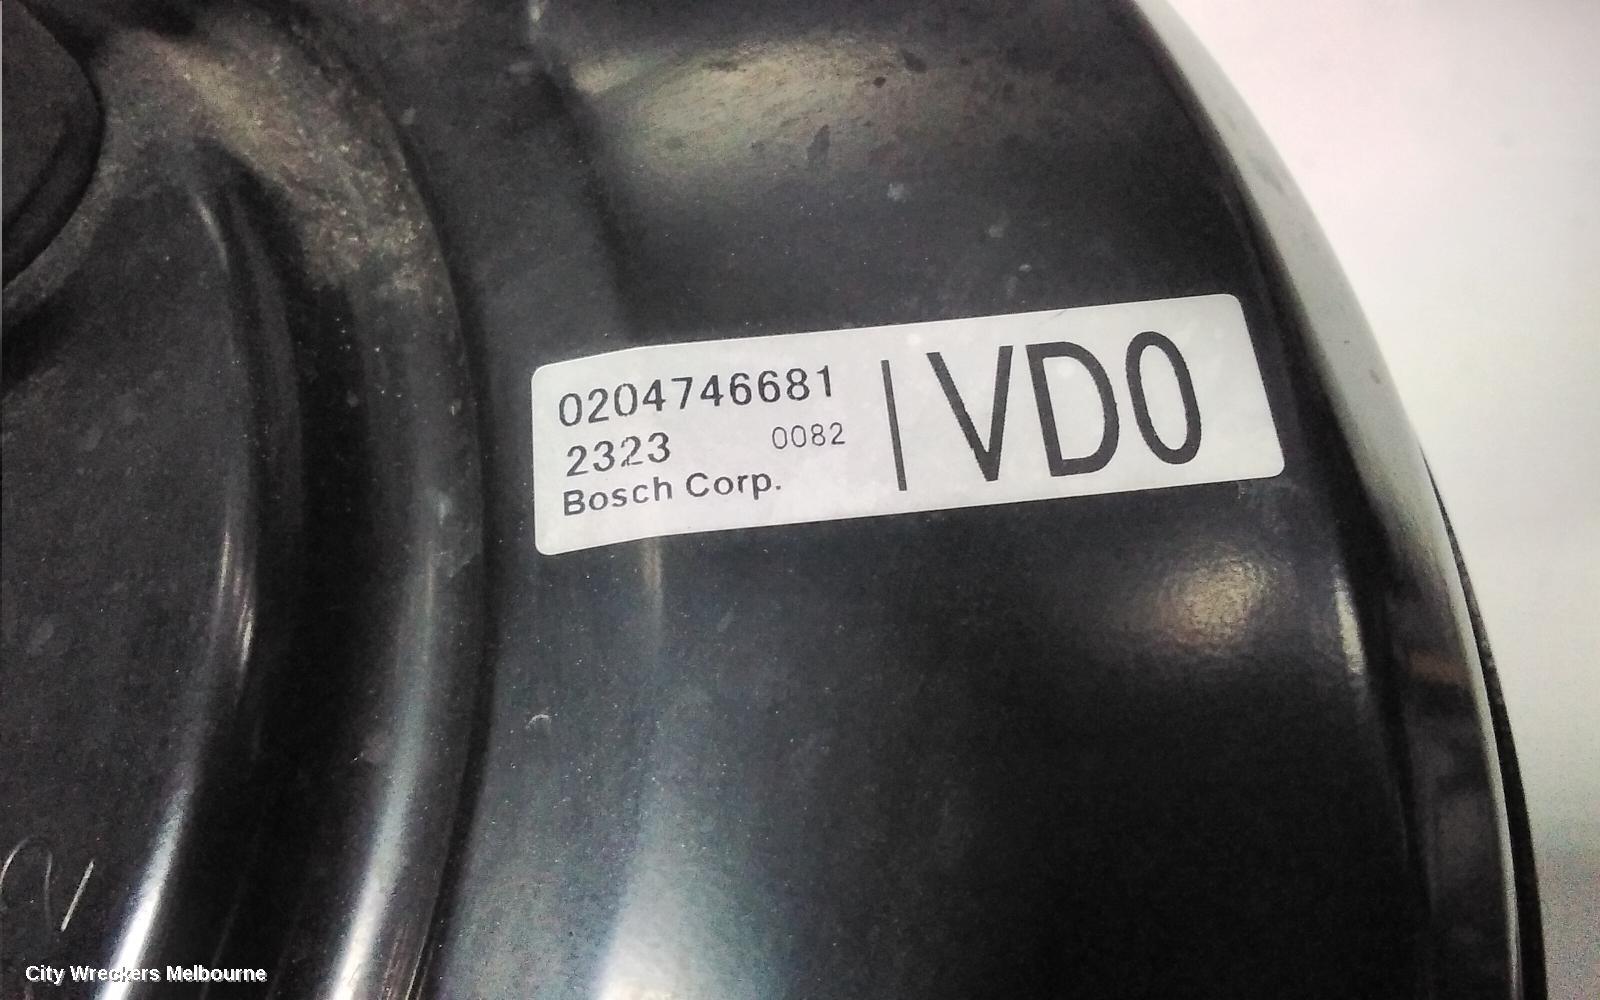 0204746681
2323 0082
Bosch Corp.
VD0
City Wreckers Melbourne